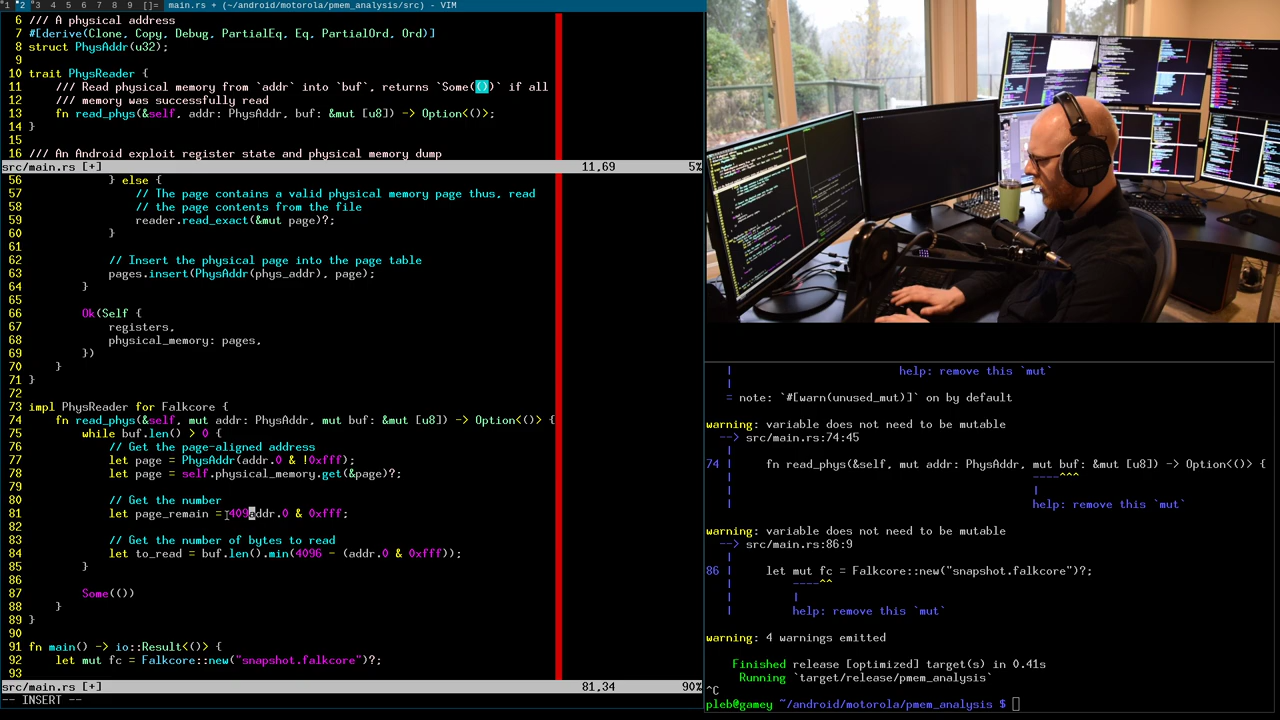 1 2 3 4 5 6 7 8 9 []= main.rs + (~/android/motorola/pmem_analysis/src) - VIM
6 /// A physical address
7 #[derive(Clone, Copy, Debug, PartialEq, Eq, PartialOrd, Ord)]
8 struct PhysAddr(u32);
9
10 trait PhysReader {
11 /// Read physical memory from `addr` into `buf`, returns `Some(())` if all
12 /// memory was successfully read
13 fn read_phys(&self, addr: PhysAddr, buf: &mut [u8]) -> Option<()>;
14 }
15
16 /// An Android exploit register state and physical memory dump
src/main.rs [+] 11,69 5%
56 } else {
57 // The page contains a valid physical memory page thus, read
58 // the page contents from the file
59 reader.read_exact(&mut page)?;
60 }
61
62 // Insert the physical page into the page table
63 pages.insert(PhysAddr(phys_addr), page);
64 }
65
66 Ok(Self {
67 registers,
68 physical_memory: pages,
69 })
70 }
71 }
72
73 impl PhysReader for Falkcore {
74 fn read_phys(&self, mut addr: PhysAddr, mut buf: &mut [u8]) -> Option<()> {
75 while buf.len() > 0 {
76 // Get the page-aligned address
77 let page = PhysAddr(addr.0 & !0xfff);
78 let page = self.physical_memory.get(&page)?;
79
80 // Get the number
81 let page_remain = 409addr.0 & 0xfff;
82
83 // Get the number of bytes to read
84 let to_read = buf.len().min(4096 - (addr.0 & 0xfff));
85 }
86
87 Some(())
88 }
89 }
90
91 fn main() -> io::Result<()> {
92 let mut fc = Falkcore::new("snapshot.falkcore")?;
93
src/main.rs [+] 81,34 90%
-- INSERT --
help: remove this `mut`
= note: `#[warn(unused_mut)]` on by default
warning: variable does not need to be mutable
--> src/main.rs:74:45
74 | fn read_phys(&self, mut addr: PhysAddr, mut buf: &mut [u8]) -> Option<()> {
----^^^
help: remove this `mut`
warning: variable does not need to be mutable
--> src/main.rs:86:9
86 | let mut fc = Falkcore::new("snapshot.falkcore")?;
----^^
help: remove this `mut`
warning: 4 warnings emitted
Finished release [optimized] target(s) in 0.41s
Running `target/release/pmem_analysis`
^C
pleb@gamey ~/android/motorola/pmem_analysis $